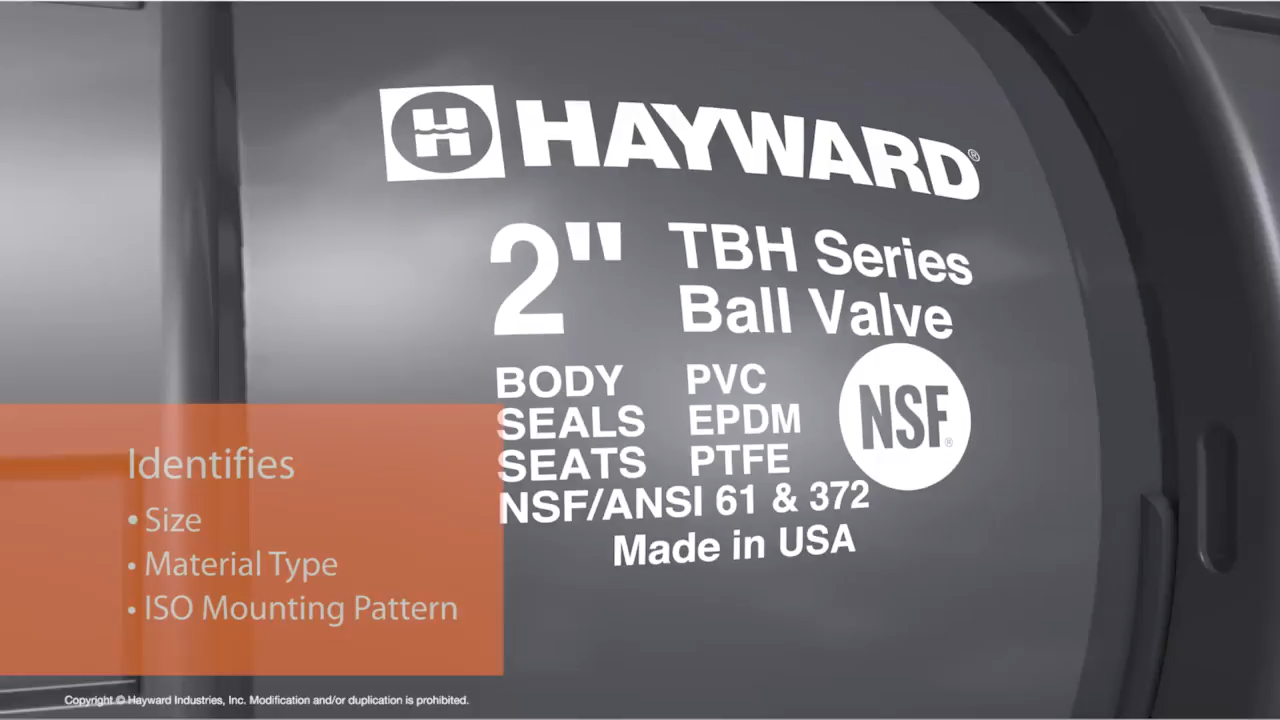 H HAYWARD®
2" TBH Series
Ball Valve
BODY PVC
SEALS EPDM
SEATS PTFE
NSF®
NSF/ANSI 61 & 372
Made in USA
Identifies
• Size
• Material Type
• ISO Mounting Pattern
Copyright © Hayward Industries, Inc. Modification and/or duplication is prohibited.